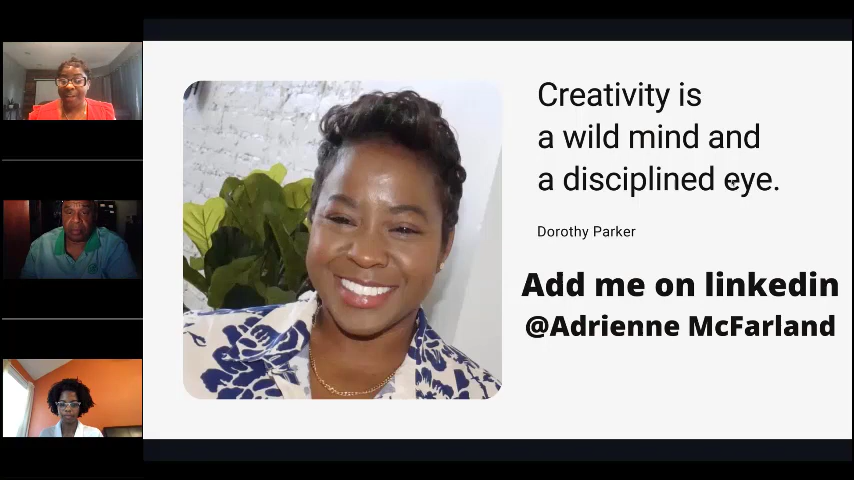 Creativity is
a wild mind and
a disciplined eye.
Dorothy Parker
Add me on linkedin
@Adrienne McFarland